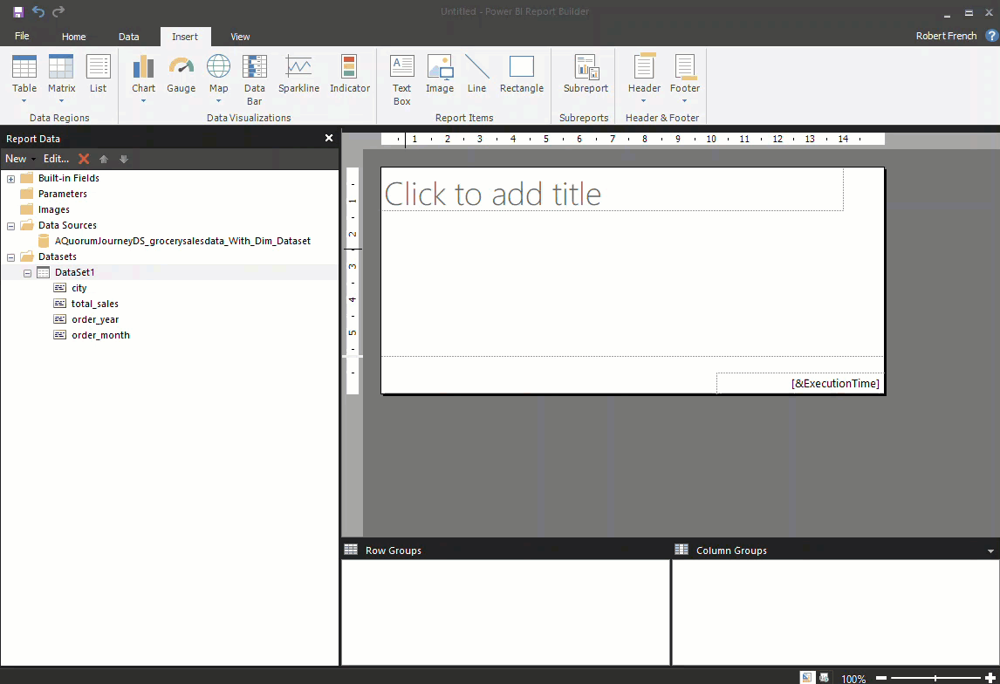 Untitled - Power BI Report Builder
File Home Data Insert View Robert French ?
Table Matrix List Chart Gauge Map Data Bar Sparkline Indicator Text Box Image Line Rectangle Subreport Header Footer
Data Regions Data Visualizations Report Items Subreports Header & Footer
Report Data
New Edit...
Built-in Fields
Parameters
Images
Data Sources
AQuorumJourneyDS_grocerysalesdata_With_Dim_Dataset
Datasets
DataSet1
city
total_sales
order_year
order_month
1 2 3 4 5 6 7 8 9 10 11 12 13 14
1
2
3
4
5
Click to add title
[&ExecutionTime]
Row Groups Column Groups
100%